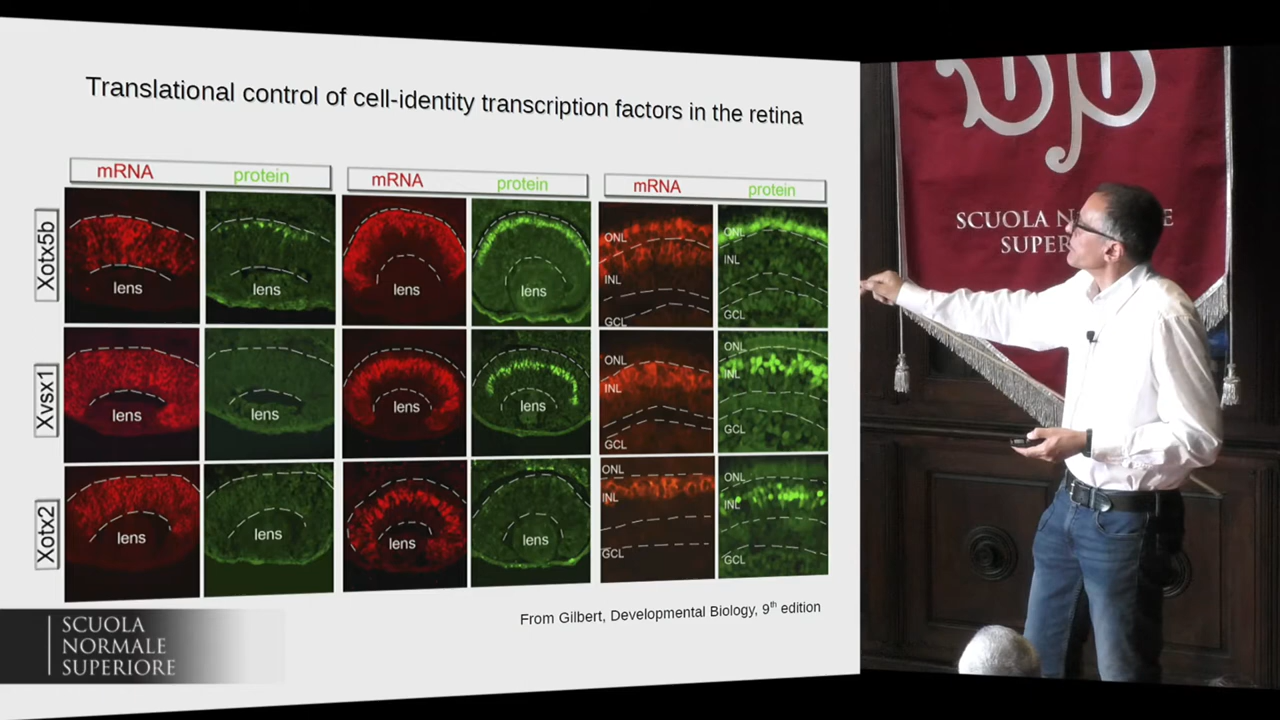 Translational control of cell-identity transcription factors in the retina
mRNA protein mRNA protein mRNA protein
Xotx5b
lens lens lens lens
ONL INL GCL
ONL INL GCL
Xvsx1
lens lens lens lens
ONL INL GCL
ONL INL GCL
Xotx2
lens lens lens lens
ONL INL GCL
ONL INL GCL
From Gilbert, Developmental Biology, 9th edition
SCUOLA
NORMALE
SUPERIORE
SCUOLA
SUPER